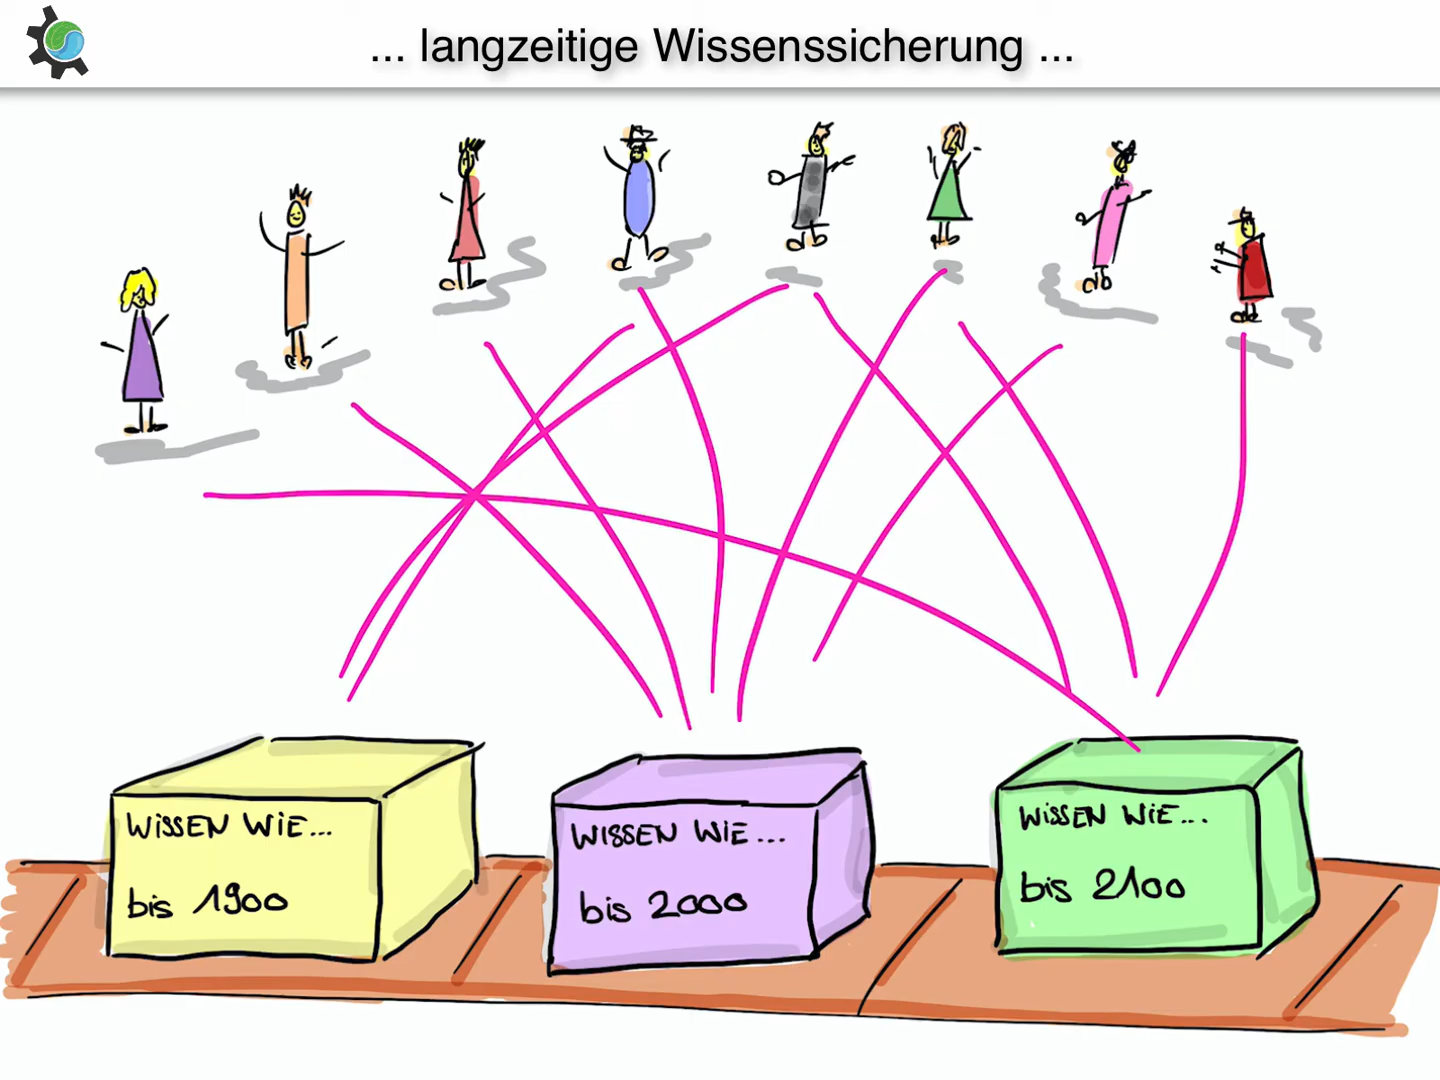 ... langzeitige Wissenssicherung ...
WISSEN WIE...
bis 1900
WISSEN WIE...
bis 2000
WISSEN WIE...
bis 2100